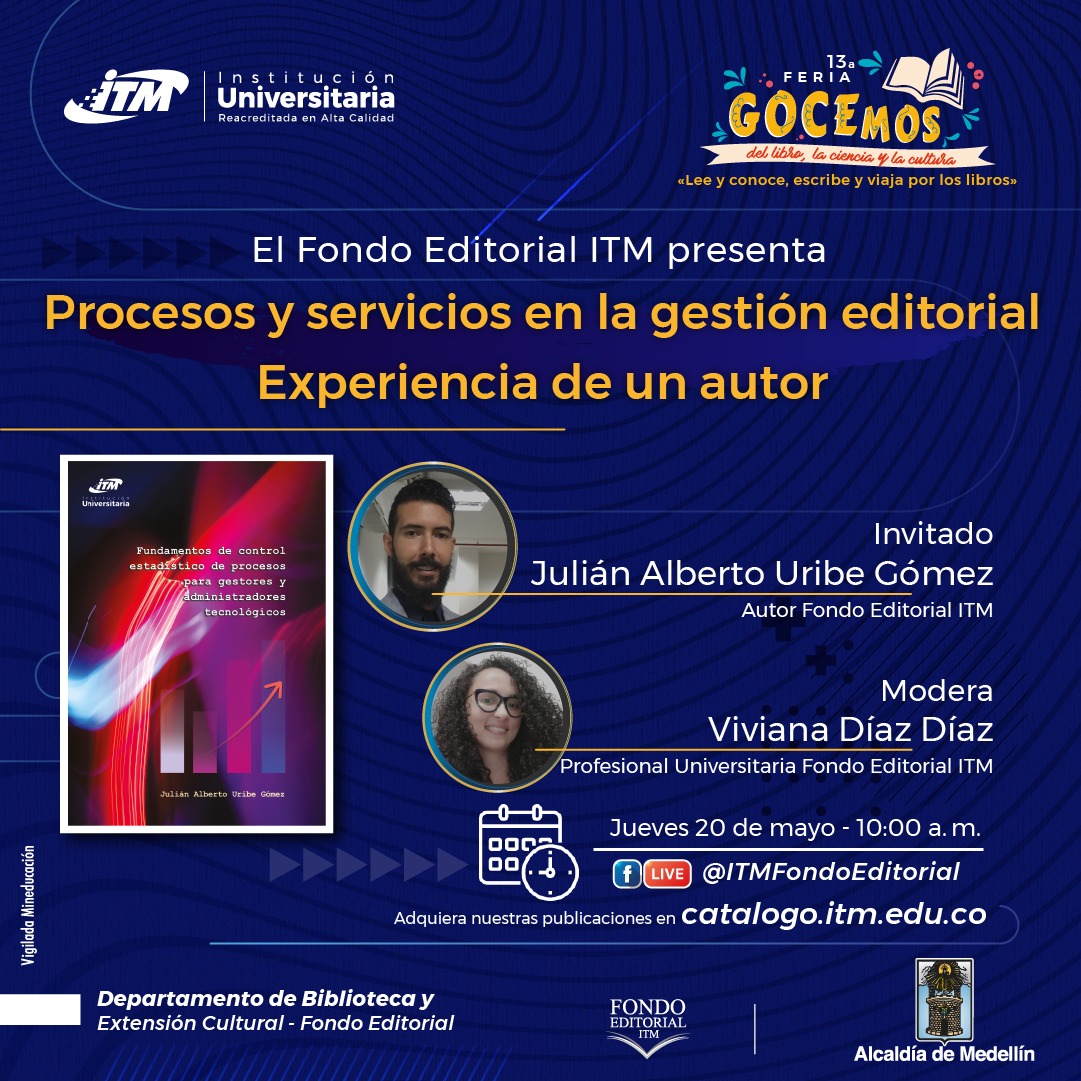 iTM
Institución
Universitaria
Reacreditada en Alta Calidad
13a
FERIA
GOCEMOS
del libro, la ciencia y la cultura
«Lee y conoce, escribe y viaja por los libros»
El Fondo Editorial ITM presenta
Procesos y servicios en la gestión editorial
Experiencia de un autor
iTM
Institución
Universitaria
Fundamentos de control
estadístico de procesos
para gestores y
administradores
tecnológicos
Julián Alberto Uribe Gómez
Invitado
Julián Alberto Uribe Gómez
Autor Fondo Editorial ITM
Modera
Viviana Díaz Díaz
Profesional Universitaria Fondo Editorial ITM
Jueves 20 de mayo - 10:00 a. m.
f LIVE @ITMFondoEditorial
Adquiera nuestras publicaciones en catalogo.itm.edu.co
Vigilada Mineducación
Departamento de Biblioteca y
Extensión Cultural - Fondo Editorial
FONDO
EDITORIAL
ITM
Alcaldía de Medellín